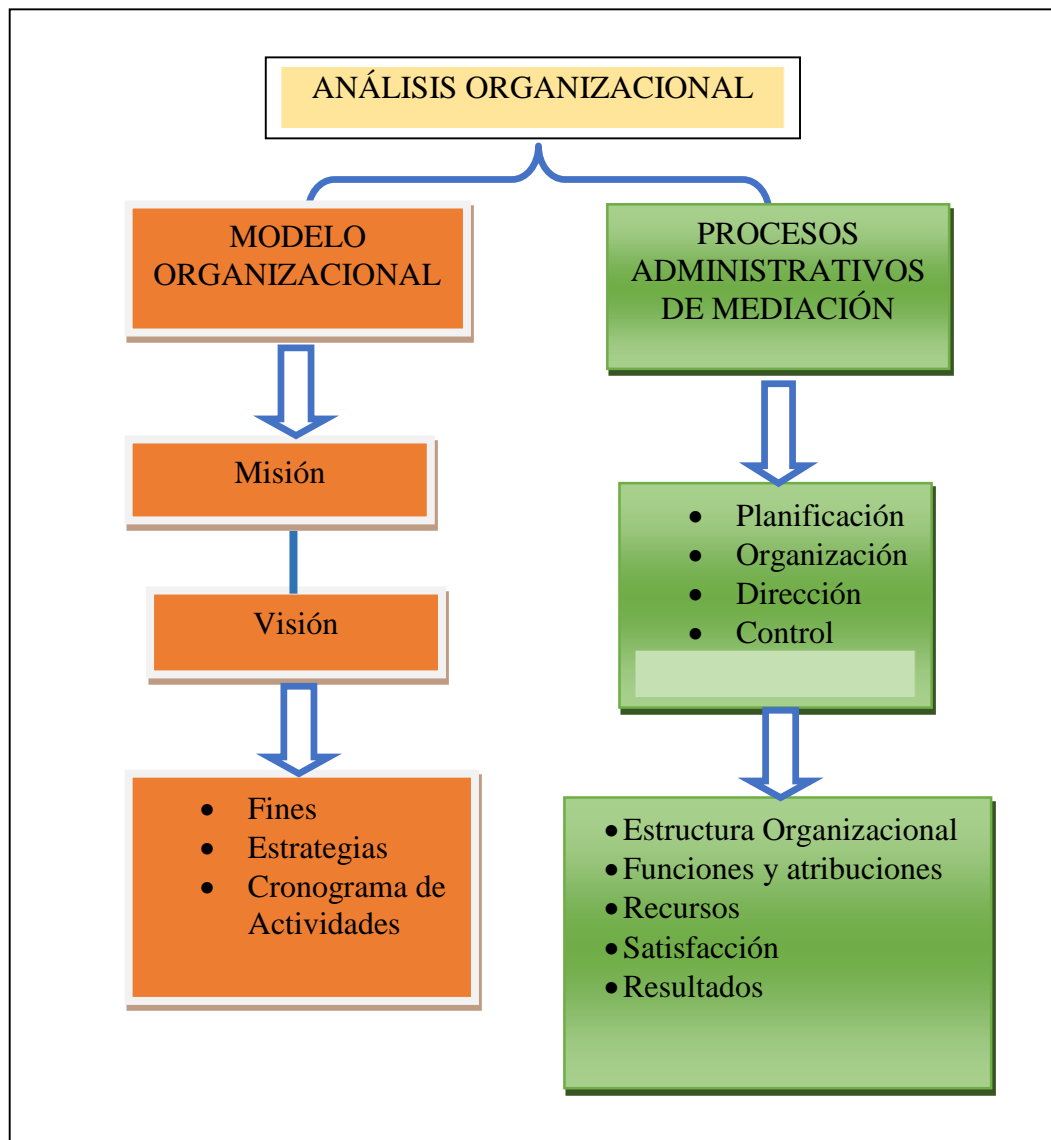 ANÁLISIS ORGANIZACIONAL
MODELO
ORGANIZACIONAL
Misión
Visión
• Fines
• Estrategias
• Cronograma de
Actividades
PROCESOS
ADMINISTRATIVOS
DE MEDIACIÓN
• Planificación
• Organización
• Dirección
• Control
• Estructura Organizacional
• Funciones y atribuciones
• Recursos
• Satisfacción
• Resultados